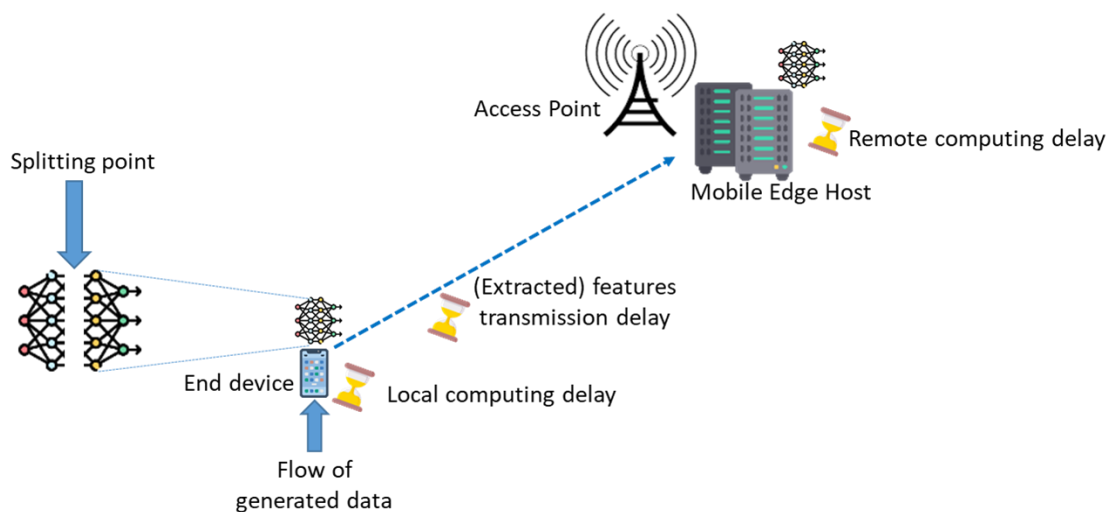 Access Point
Remote computing delay
Mobile Edge Host
Splitting point
(Extracted) features
transmission delay
End device
Local computing delay
Flow of
generated data